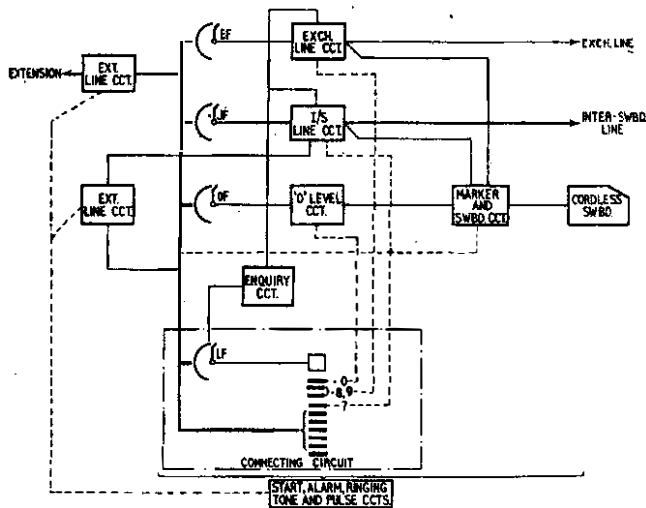 EF
EXCH.
LINE CCT.
EXCH. LINE
EXTENSION
EXT.
LINE CCT.
JF
I/S
LINE CCT.
INTER-SWBD
LINE
EXT.
LINE CCT.
OF
'O' LEVEL
CCT.
MARKER
AND
SWBD. CCT.
CORDLESS
SWBD.
ENQUIRY
CCT.
LF
0
8,9
7
CONNECTING CIRCUIT
START, ALARM, RINGING
TONE AND PULSE CCTS.